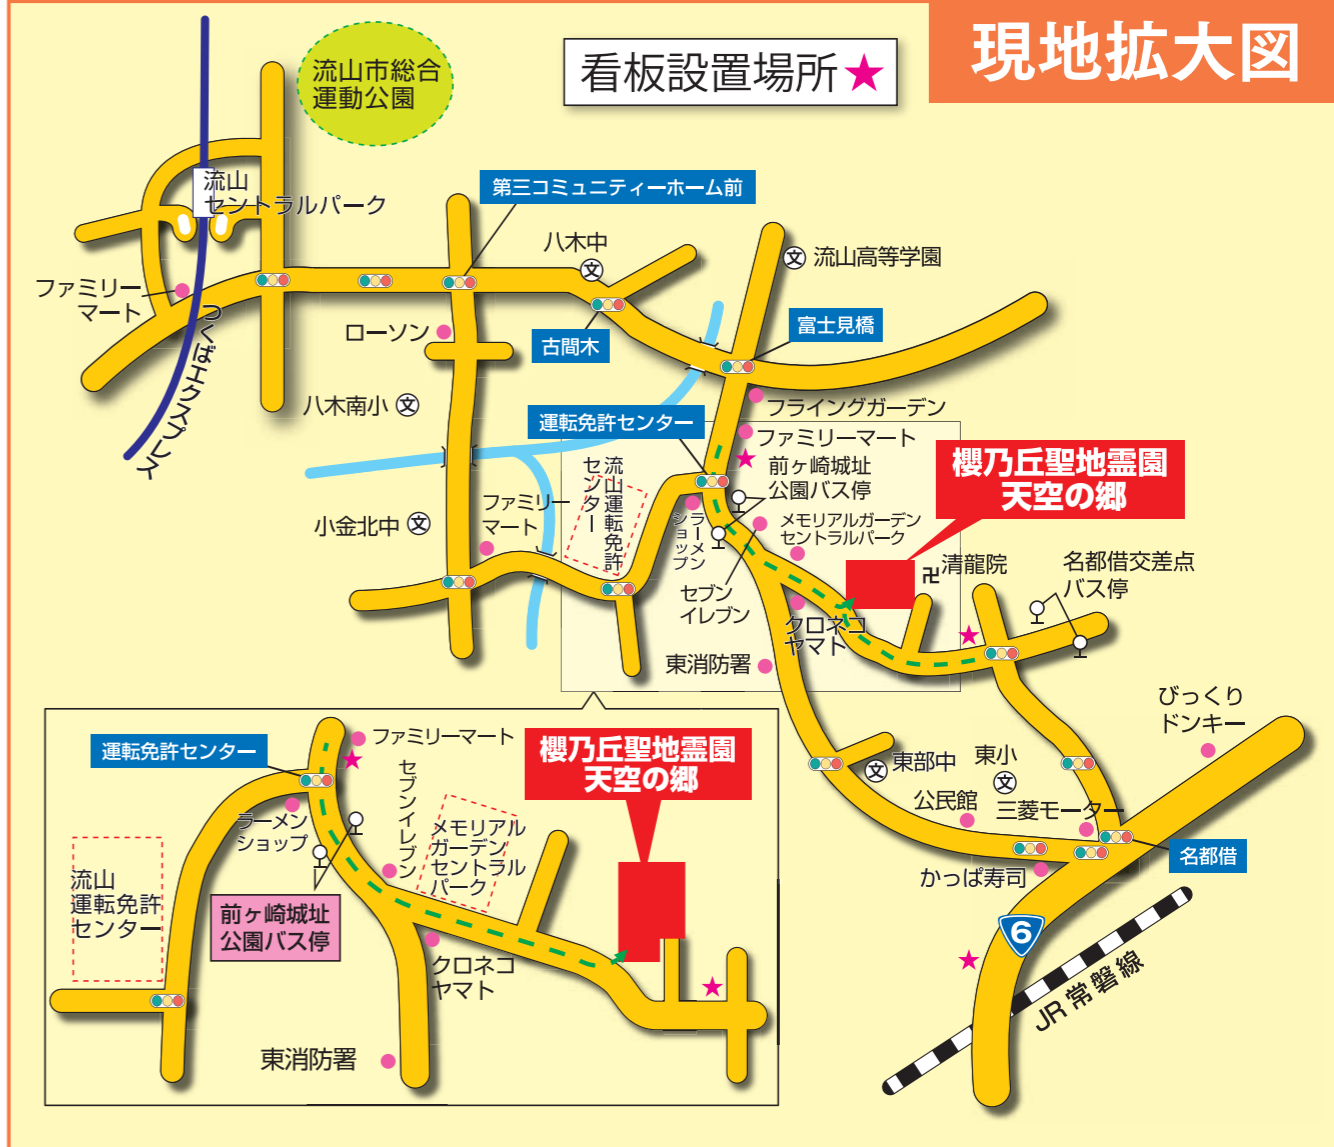 現地拡大図
看板設置場所★
流山市総合
運動公園
流山
セントラルパーク
第三コミュニティーホーム前
八木中
文
文
流山高等学園
ファミリー
マート
つくばエクスプレス
ローソン
古間木
富士見橋
八木南小
文
フライングガーデン
運転免許センター
ファミリーマート
流山運転免許
センター
前ヶ崎城址
公園バス停
櫻乃丘聖地霊園
天空の郷
小金北中
文
ファミリー
マート
ラーメン
ショップ
メモリアルガーデン
セントラルパーク
卍
清龍院
名都借交差点
バス停
セブン
イレブン
クロネコ
ヤマト
東消防署
びっくり
ドンキー
文
東部中
東小
文
公民館
三菱モーター
かっぱ寿司
名都借
6
JR常磐線
運転免許センター
ファミリーマート
セブンイレブン
櫻乃丘聖地霊園
天空の郷
ラーメン
ショップ
メモリアル
ガーデン
セントラル
パーク
流山
運転免許
センター
前ヶ崎城址
公園バス停
クロネコ
ヤマト
東消防署